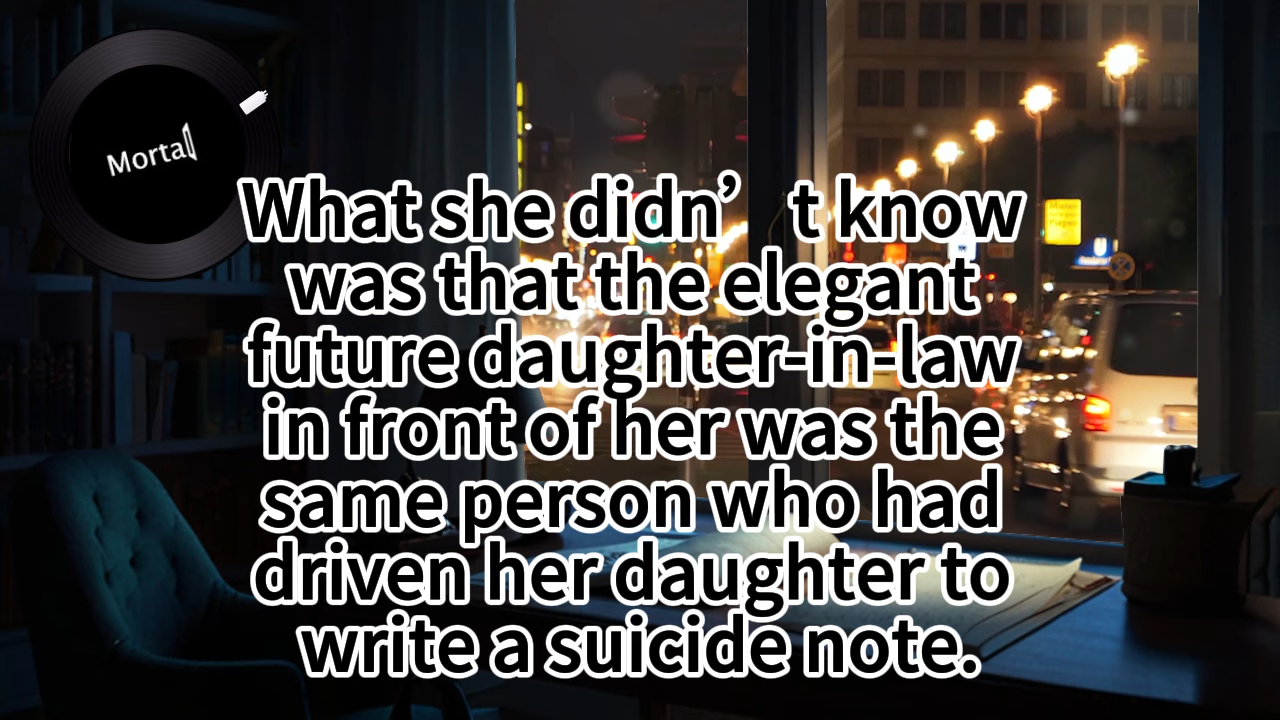 Mortal
What she didn’ t know
was that the elegant
future daughter-in-law
in front of her was the
same person who had
driven her daughter to
write a suicide note.